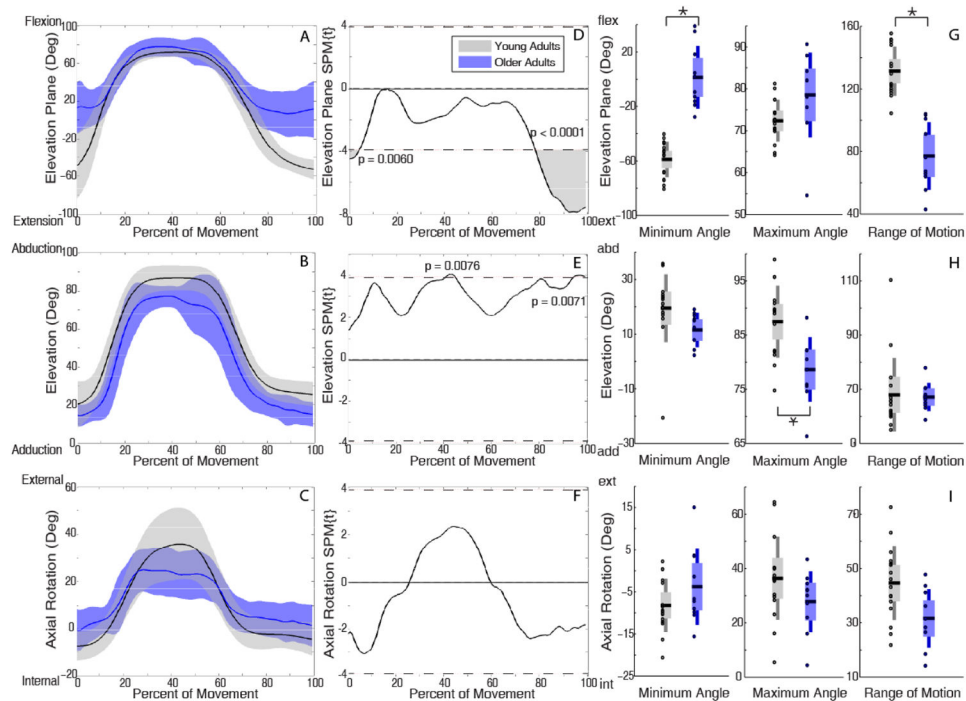 Flexion
100
60
20
-20
-60
-100
Extension
Elevation Plane (Deg)
A
0 20 40 60 80 100
Percent of Movement
Elevation Plane SPM{t}
4
0
-4
-8
D
Young Adults
Older Adults
p < 0.0001
p = 0.0060
0 20 40 60 80 100
Percent of Movement
flex
Elevation Plane (Deg)
40
20
-20
-60
-100
ext
*
Minimum Angle
90
80
70
60
50
Maximum Angle
160
120
80
40
*
G
Range of Motion
Abduction
100
80
60
40
20
0
Adduction
Elevation (Deg)
B
0 20 40 60 80 100
Percent of Movement
Elevation SPM{t}
4
2
0
-2
-4
E
p = 0.0076
p = 0.0071
0 20 40 60 80 100
Percent of Movement
abd
Elevation (Deg)
30
10
-10
-30
add
Minimum Angle
95
85
75
65
*
Maximum Angle
110
90
70
50
0
H
Range of Motion
External
60
40
20
0
-20
Internal
Axial Rotation (Deg)
C
0 20 40 60 80 100
Percent of Movement
Axial Rotation SPM{t}
4
2
0
-2
-4
F
0 20 40 60 80 100
Percent of Movement
ext
Axial Rotation (Deg)
15
5
-5
-15
-25
int
Minimum Angle
60
40
20
0
Maximum Angle
70
50
30
10
I
Range of Motion